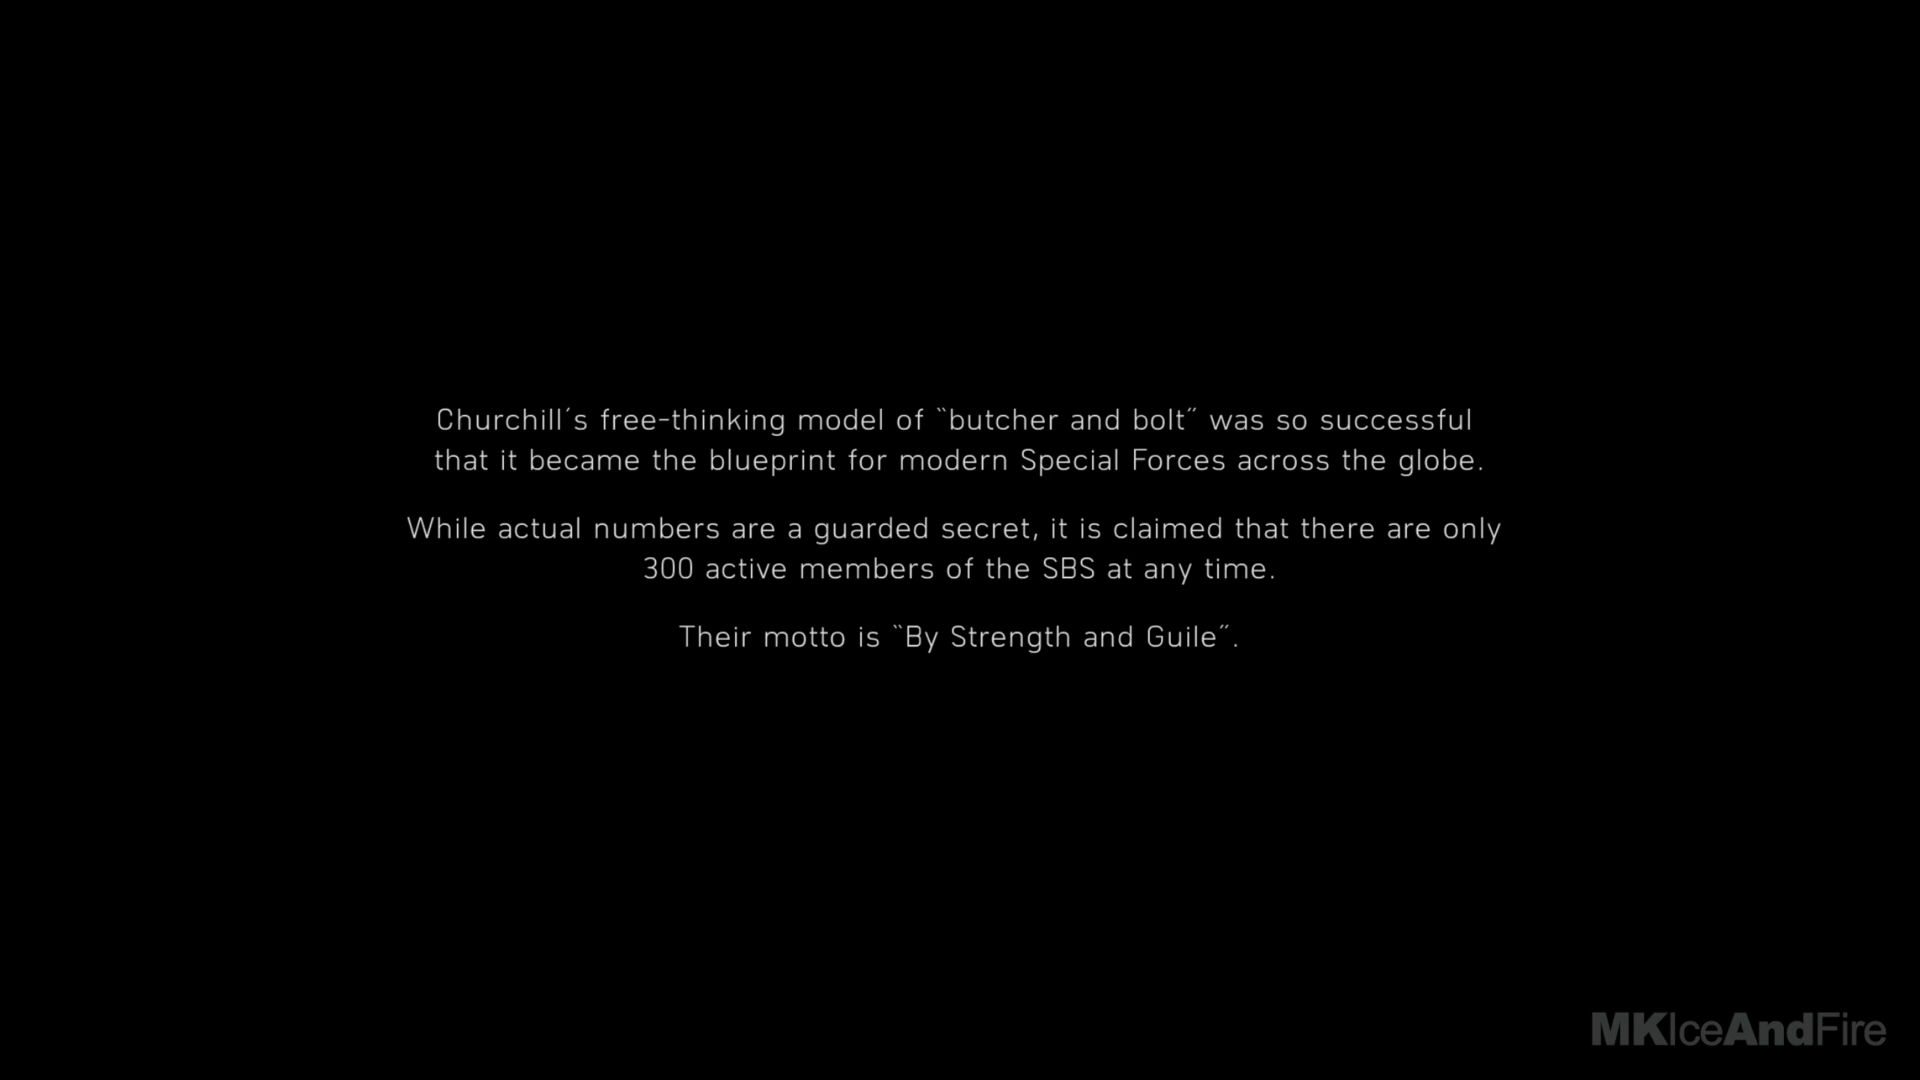 Churchill´s free-thinking model of ``butcher and bolt˝ was so successful
that it became the blueprint for modern Special Forces across the globe.
While actual numbers are a guarded secret, it is claimed that there are only
300 active members of the SBS at any time.
Their motto is ``By Strength and Guile˝.
MKIceAndFire